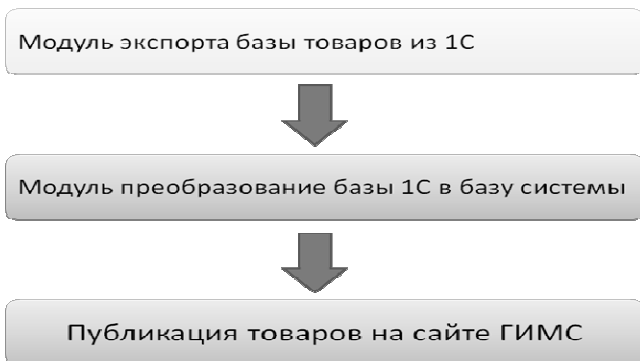 Модуль экспорта базы товаров из 1С
Модуль преобразование базы 1С в базу системы
Публикация товаров на сайте ГИМС